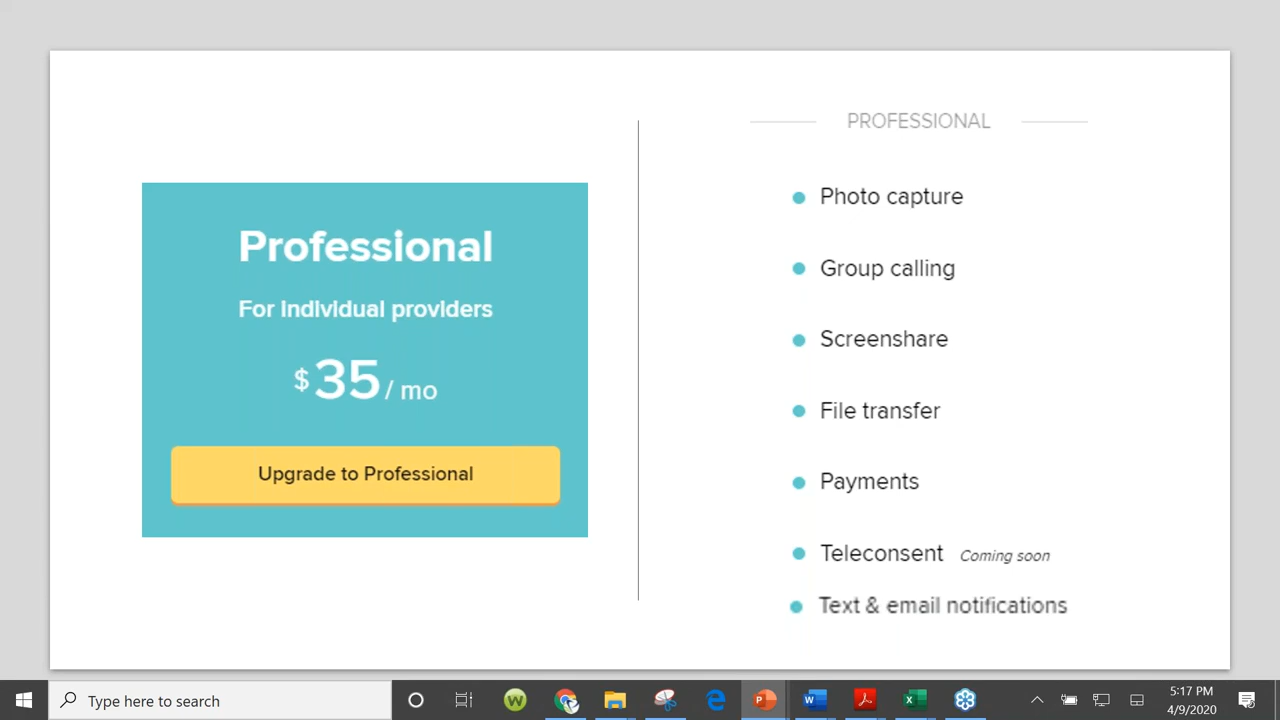 Professional
For individual providers
$35/ mo
Upgrade to Professional
PROFESSIONAL
Photo capture
Group calling
Screenshare
File transfer
Payments
Teleconsent Coming soon
Text & email notifications
Type here to search
5:17 PM
4/9/2020